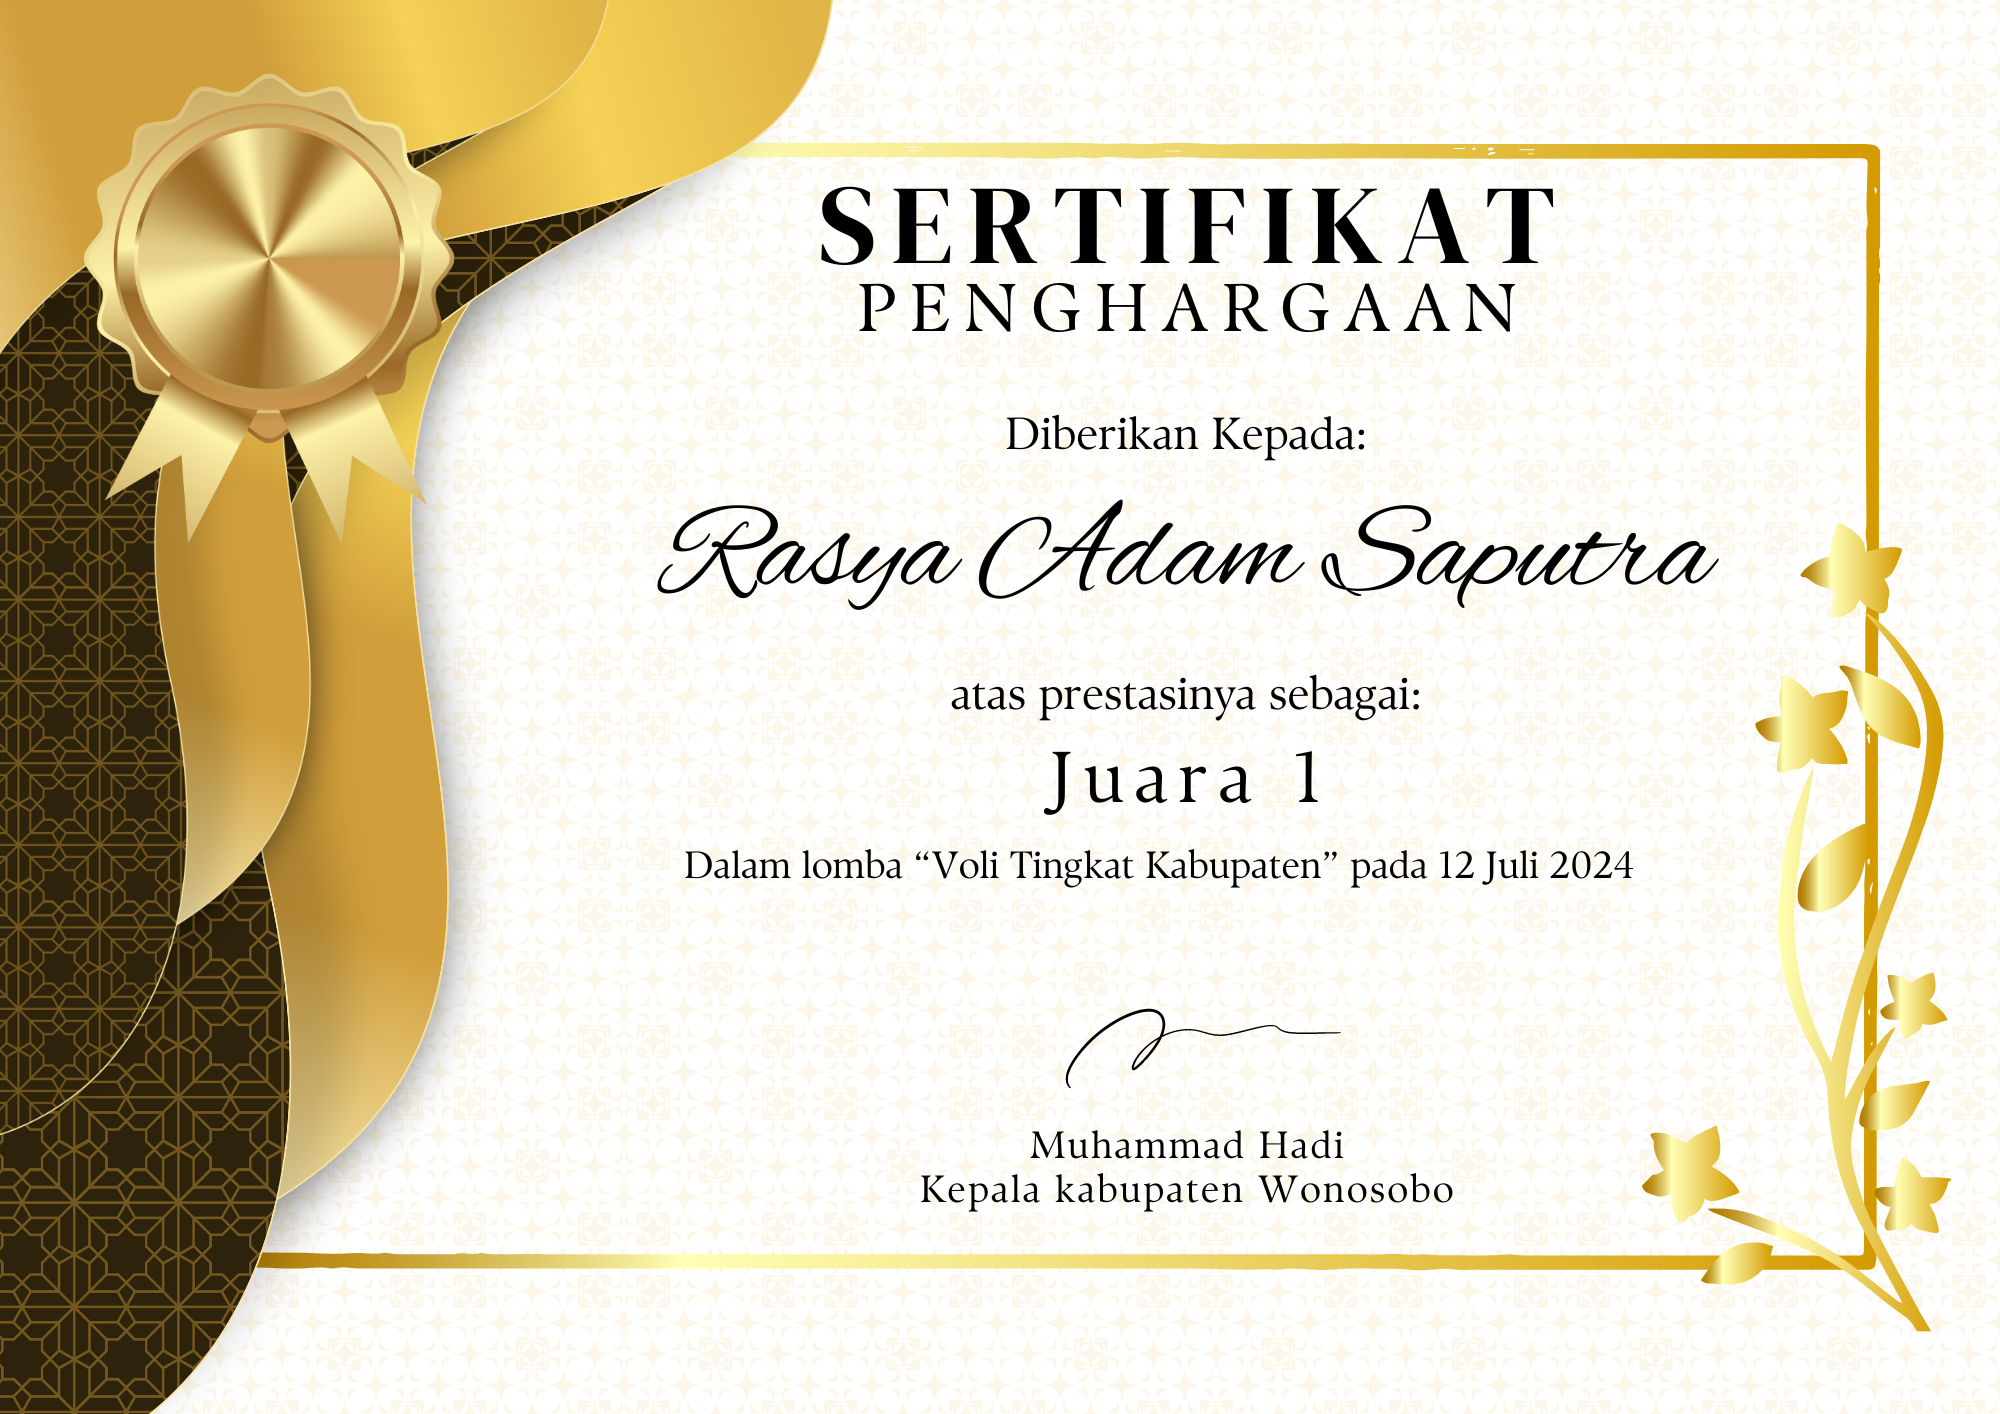 SERTIFIKAT
PENGHARGAAN
Diberikan Kepada:
Rasya Adam Saputra
atas prestasinya sebagai:
Juara 1
Dalam lomba “Voli Tingkat Kabupaten” pada 12 Juli 2024
Muhammad Hadi
Kepala kabupaten Wonosobo